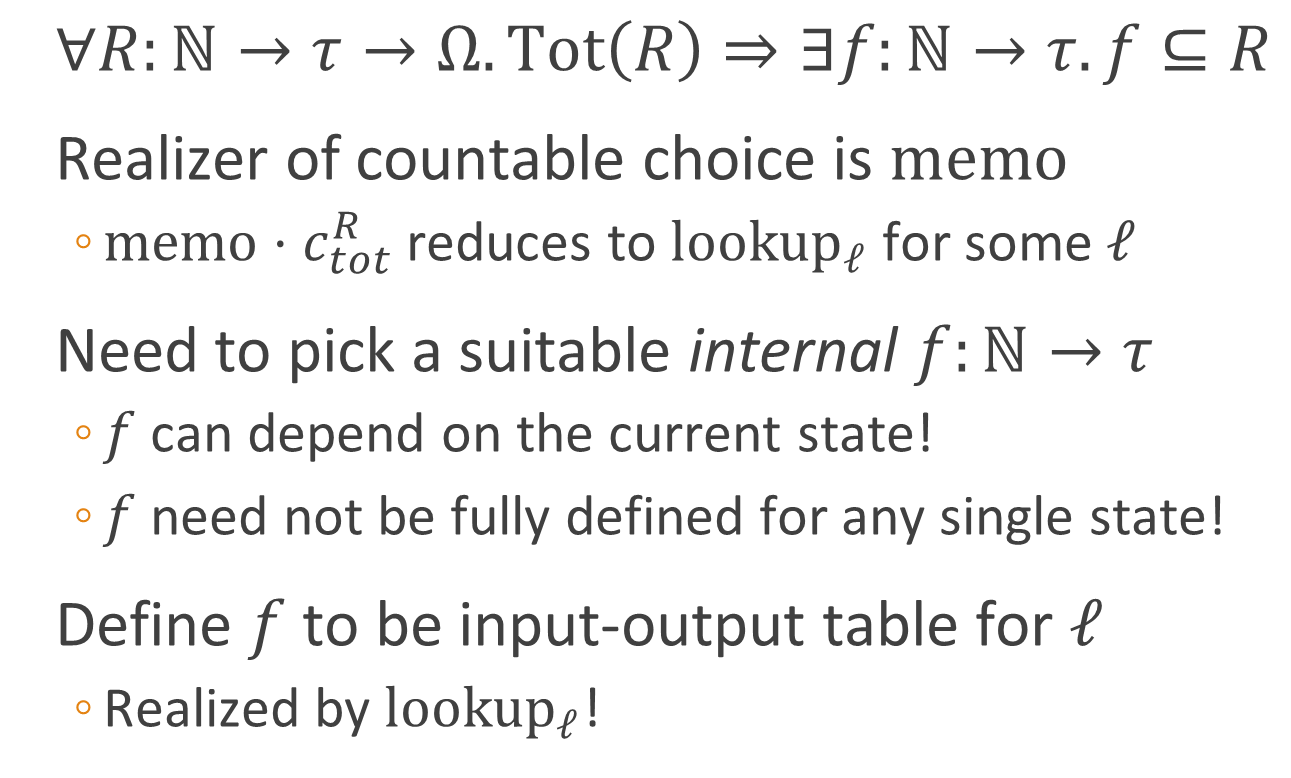 ∀R: ℕ → τ → Ω. Tot(R) ⇒ ∃f: ℕ → τ. f ⊆ R
Realizer of countable choice is memo
◦ memo · c_{tot}^{R} reduces to lookup_ℓ for some ℓ
Need to pick a suitable internal f: ℕ → τ
◦ f can depend on the current state!
◦ f need not be fully defined for any single state!
Define f to be input-output table for ℓ
◦ Realized by lookup_ℓ!